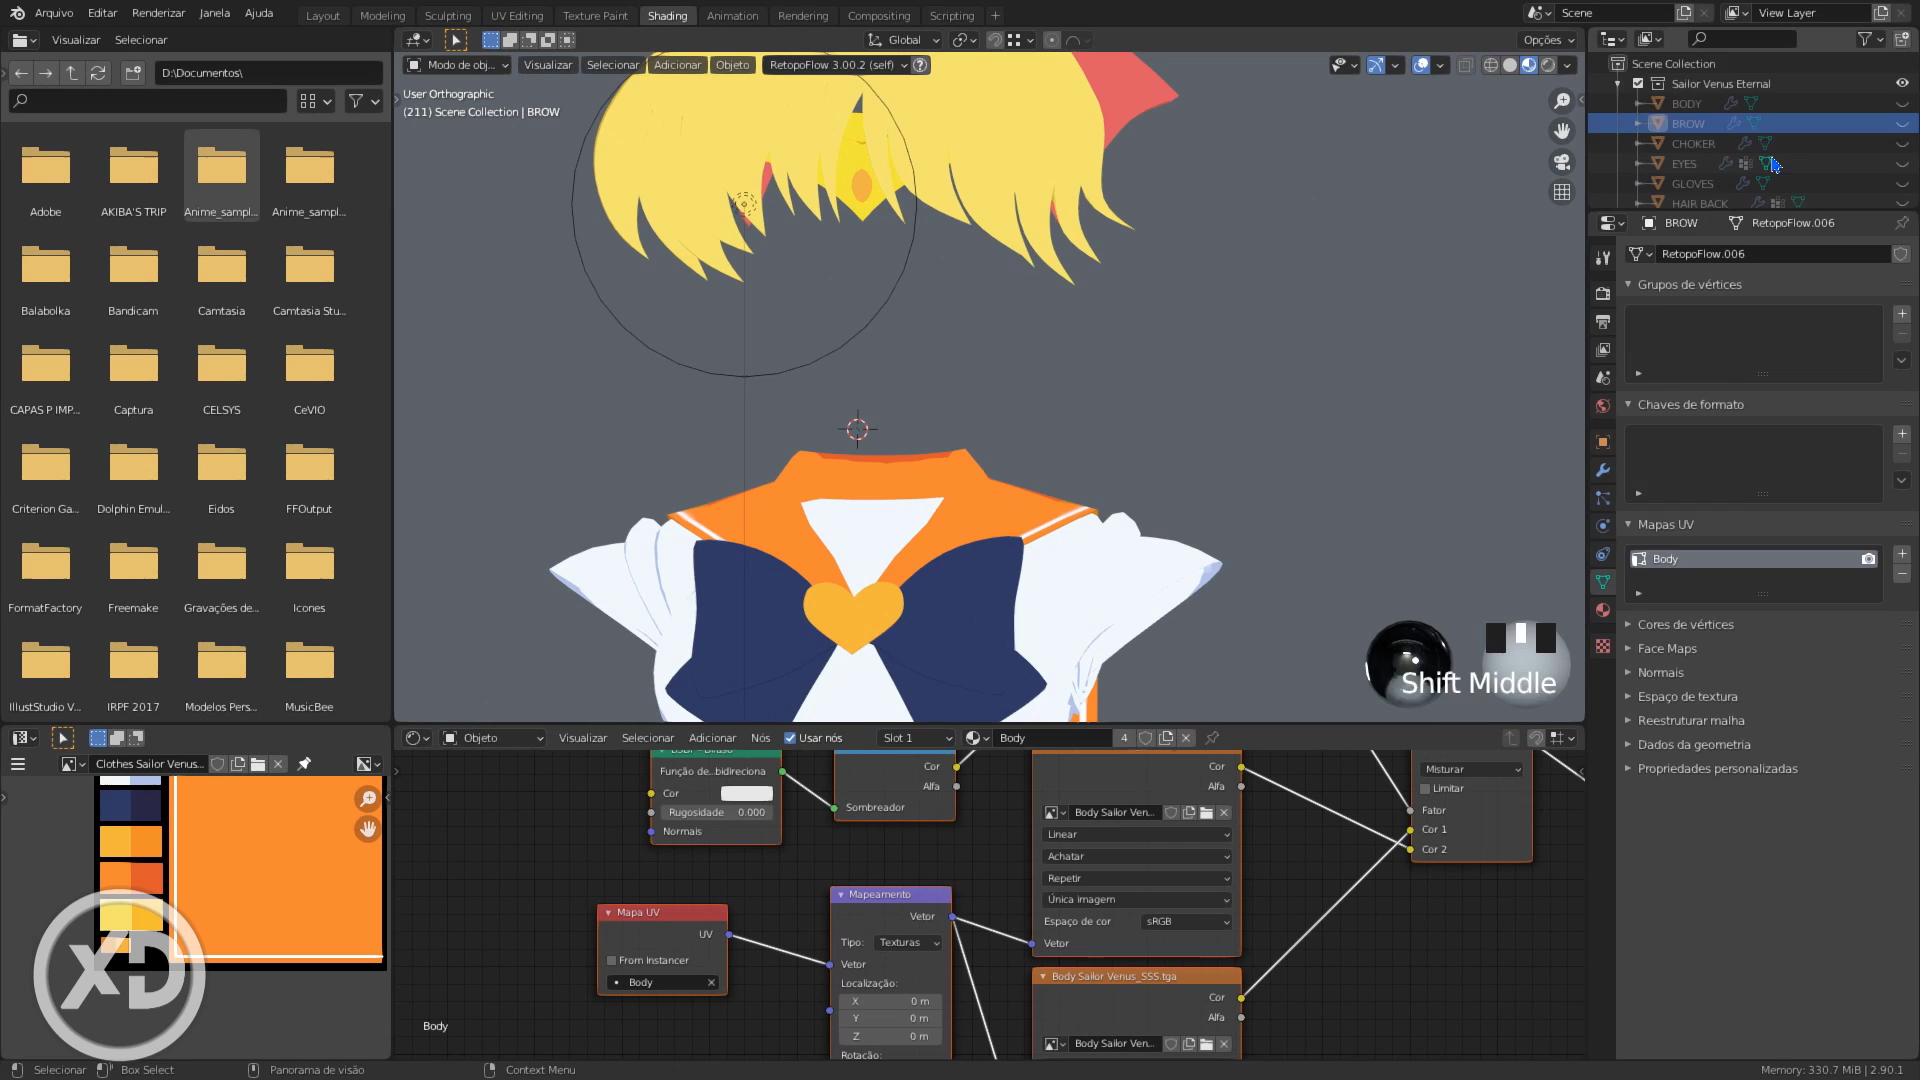 Arquivo Editar Renderizar Janela Ajuda Layout Modeling Sculpting UV Editing Texture Paint Shading Animation Rendering Compositing Scripting + Scene View Layer
Visualizar Selecionar Global Opções
D:\Documentos\ Modo de obj... Visualizar Selecionar Adicionar Objeto RetopoFlow 3.00.2 (self)
User Orthographic
(211) Scene Collection | BROW
Scene Collection
Sailor Venus Eternal
BODY
BROW
CHOKER
EYES
GLOVES
HAIR BACK
Adobe AKIBA'S TRIP Anime_sampl... Anime_sampl...
Balabolka Bandicam Camtasia Camtasia Stu...
CAPAS P IMP... Captura CELSYS CeVIO
Criterion Ga... Dolphin Emul... Eidos FFOutput
FormatFactory Freemake Gravações de... Icones
IllustStudio V... IRPF 2017 Modelos Pers... MusicBee
BROW RetopoFlow.006
RetopoFlow.006
Grupos de vértices
Chaves de formato
Mapas UV
Body
Cores de vértices
Face Maps
Normais
Espaço de textura
Reestruturar malha
Dados da geometria
Propriedades personalizadas
Shift Middle
Objeto Visualizar Selecionar Adicionar Nós Usar nós Slot 1 Body 4
Clothes Sailor Venus...
Função de...bidireciona
Cor
Rugosidade 0.000
Normais
Cor
Alfa
Sombreador
Cor
Alfa
Body Sailor Ven...
Linear
Achatar
Repetir
Única imagem
Espaço de cor sRGB
Vetor
Misturar
Limitar
Fator
Cor 1
Cor 2
Mapa UV
UV
From Instancer
Body
Mapeamento
Vetor
Tipo: Texturas
Vetor
Localização:
X 0 m
Y 0 m
Z 0 m
Rotação:
Body Sailor Venus_SSS.tga
Cor
Alfa
Body Sailor Ven...
Body
XD
Selecionar Box Select Panorama de visão Context Menu Memory: 330.7 MiB | 2.90.1